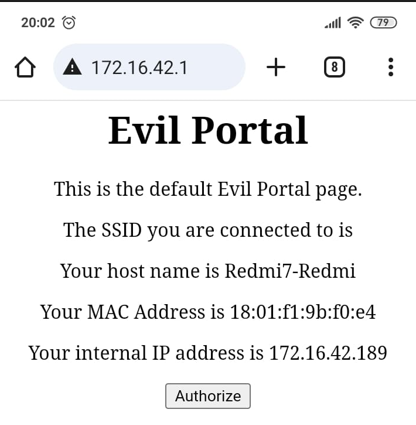 20:02
79
172.16.42.1
8
Evil Portal
This is the default Evil Portal page.
The SSID you are connected to is
Your host name is Redmi7-Redmi
Your MAC Address is 18:01:f1:9b:f0:e4
Your internal IP address is 172.16.42.189
Authorize